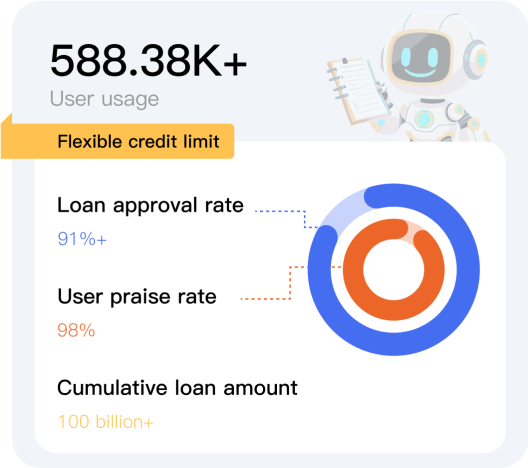 588.38K+
User usage
Flexible credit limit
Loan approval rate
91%+
User praise rate
98%
Cumulative loan amount
100 billion+